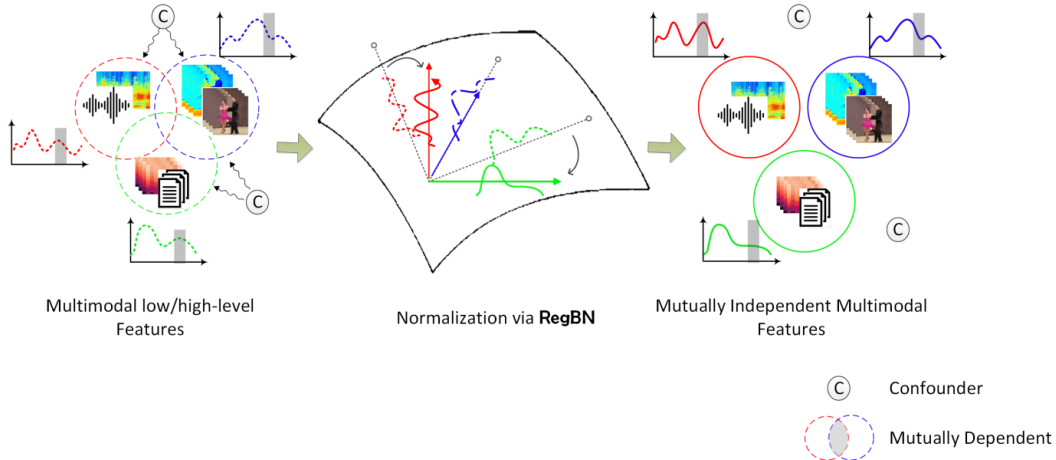 C
C
Multimodal low/high-level
Features
Normalization via RegBN
C
C
Mutually Independent Multimodal
Features
C Confounder
Mutually Dependent